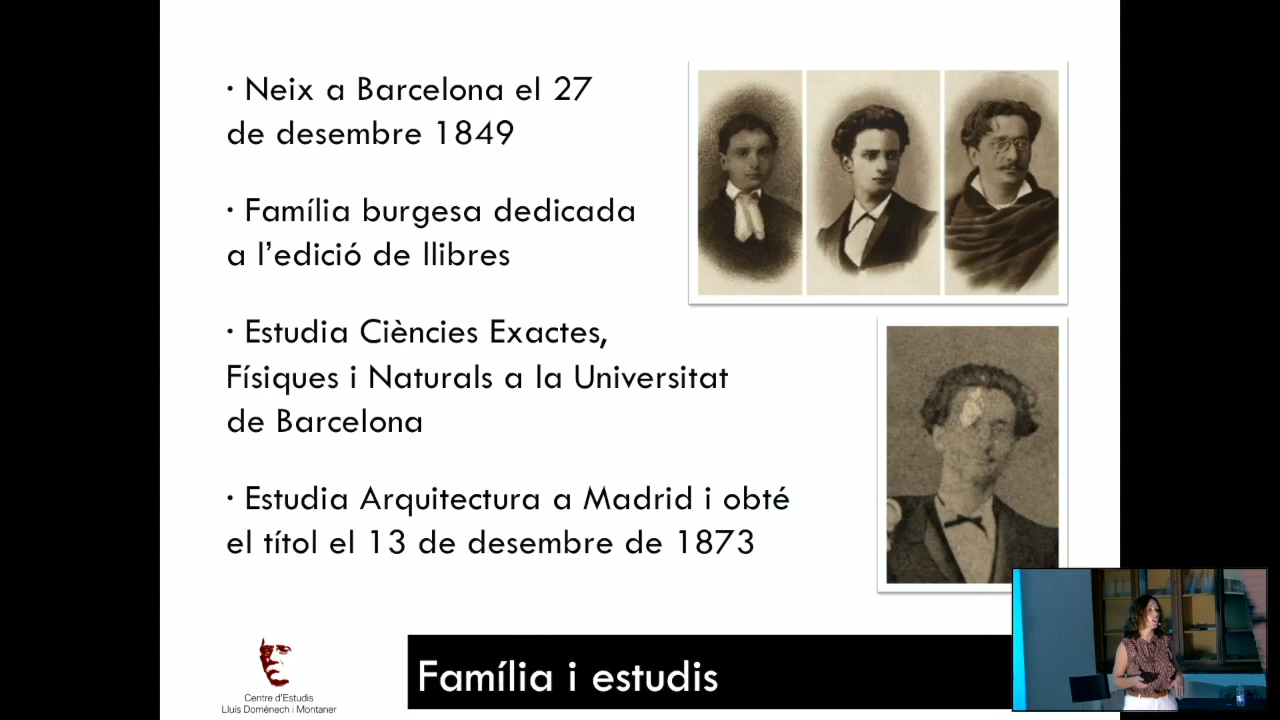 · Neix a Barcelona el 27
de desembre 1849
· Família burgesa dedicada
a l’edició de llibres
· Estudia Ciències Exactes,
Físiques i Naturals a la Universitat
de Barcelona
· Estudia Arquitectura a Madrid i obté
el títol el 13 de desembre de 1873
Centre d'Estudis
Lluís Domènech i Montaner
Família i estudis